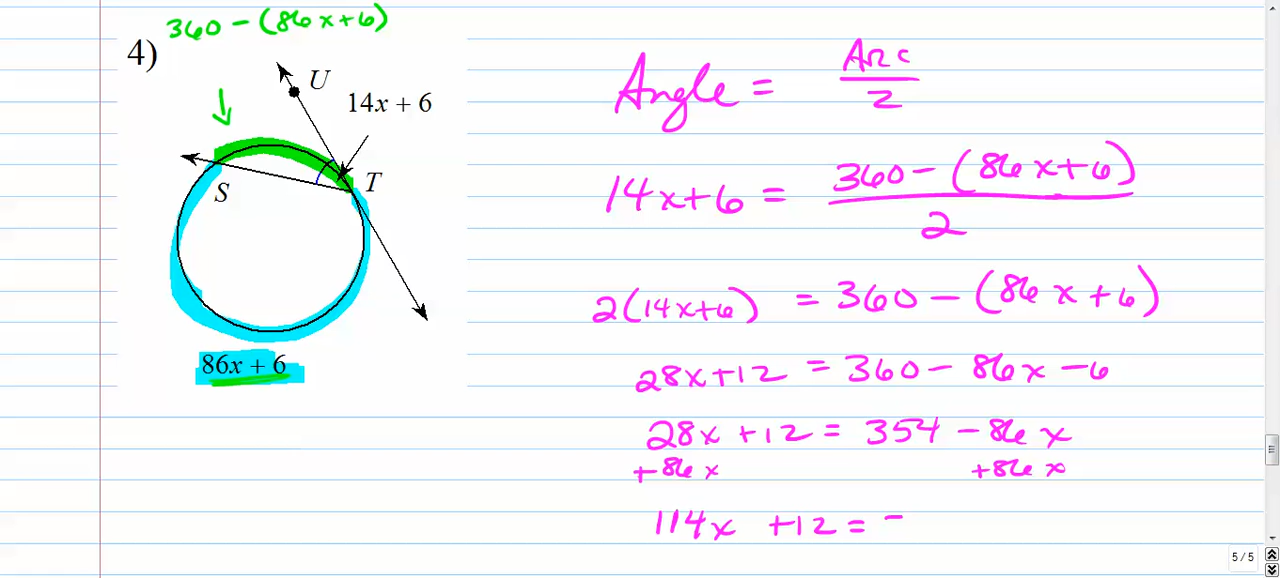 360 - (86x+6)
4)
U
14x + 6
S
T
86x + 6
Angle = Arc / 2
14x+6 = 360 - (86x+6) / 2
2(14x+6) = 360 - (86x+6)
28x+12 = 360 - 86x - 6
28x +12 = 354 - 86x
+86x +86x
114x +12 =
5 / 5